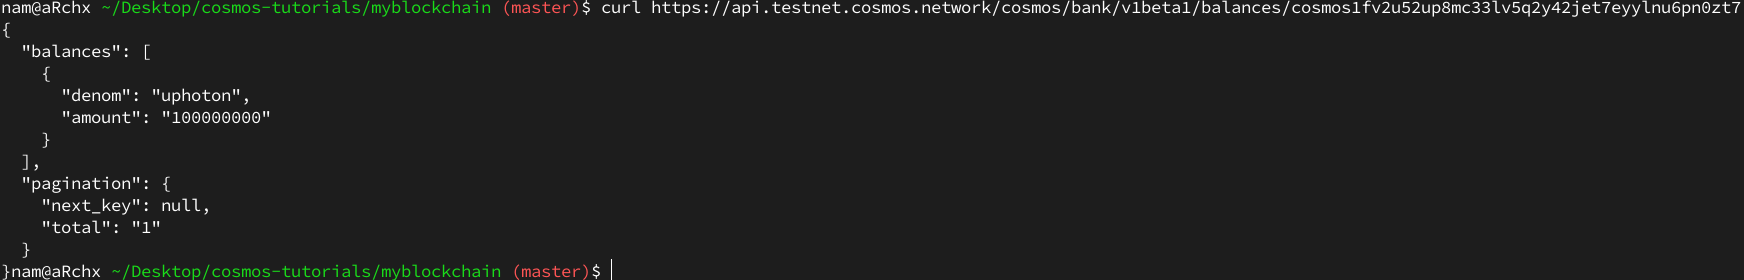 nam@aRchx ~/Desktop/cosmos-tutorials/myblockchain (master)$ curl https://api.testnet.cosmos.network/cosmos/bank/v1beta1/balances/cosmos1fv2u52up8mc33lv5q2y42jet7eyylnu6pn0zt7
{
  "balances": [
    {
      "denom": "uphoton",
      "amount": "100000000"
    }
  ],
  "pagination": {
    "next_key": null,
    "total": "1"
  }
}nam@aRchx ~/Desktop/cosmos-tutorials/myblockchain (master)$